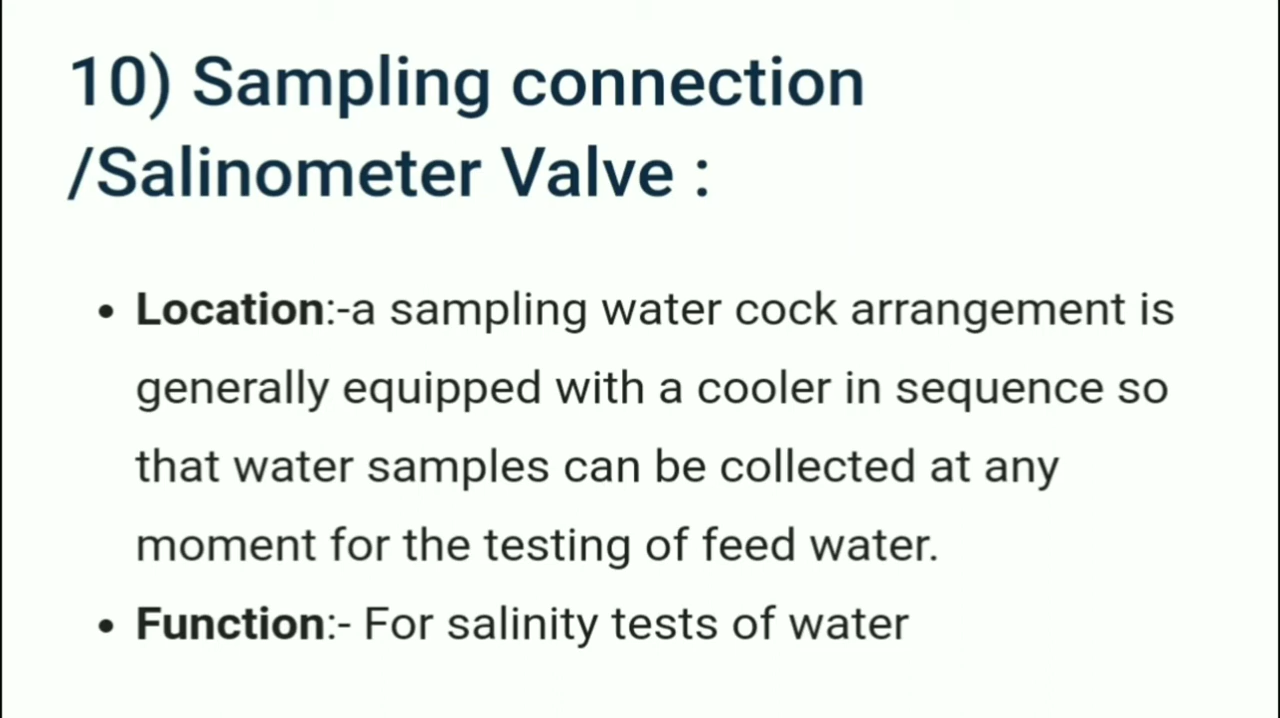 10) Sampling connection
/Salinometer Valve :
• Location:-a sampling water cock arrangement is
generally equipped with a cooler in sequence so
that water samples can be collected at any
moment for the testing of feed water.
• Function:- For salinity tests of water